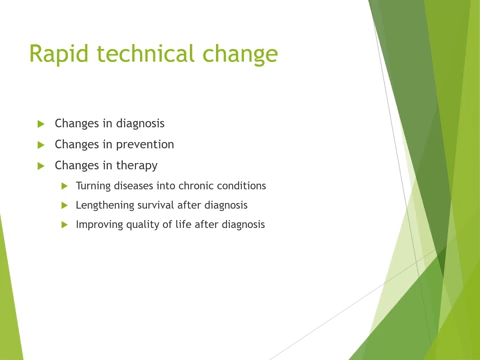 Rapid technical change
Changes in diagnosis
Changes in prevention
Changes in therapy
Turning diseases into chronic conditions
Lengthening survival after diagnosis
Improving quality of life after diagnosis